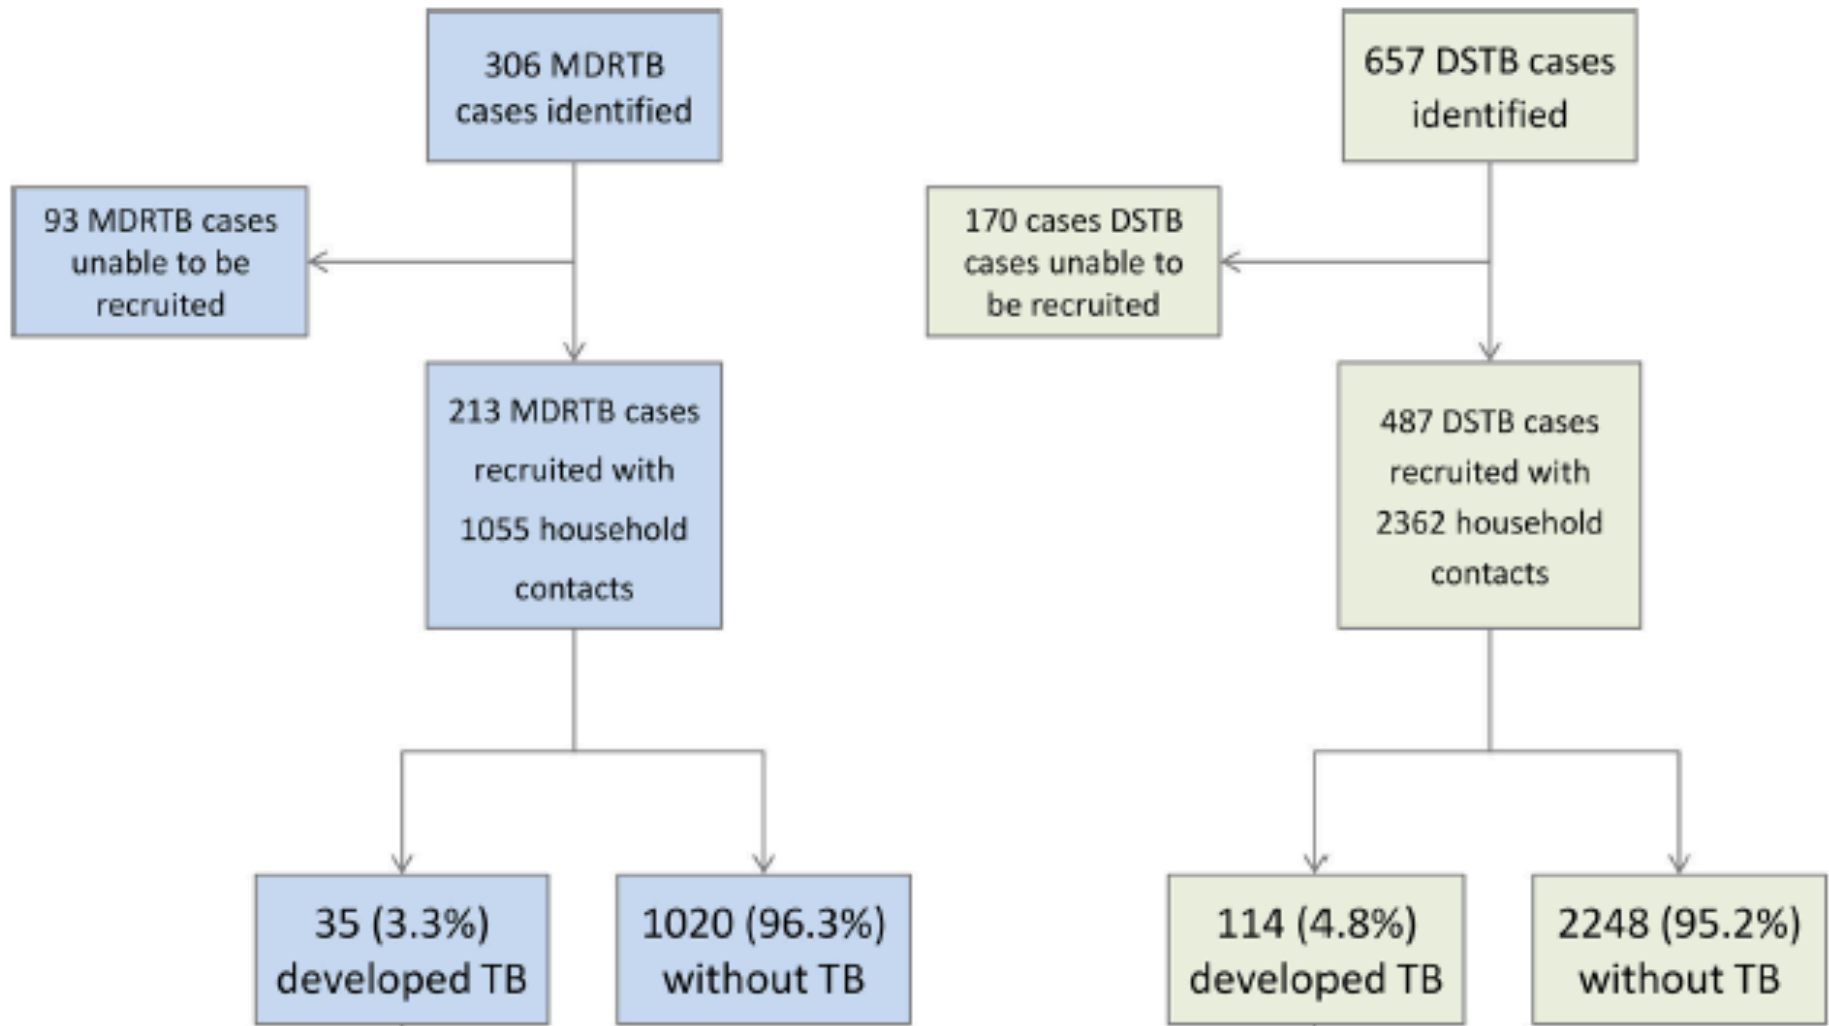 306 MDRTB
cases identified
657 DSTB cases
identified
93 MDRTB cases
unable to be
recruited
170 cases DSTB
cases unable to
be recruited
213 MDRTB cases
recruited with
1055 household
contacts
487 DSTB cases
recruited with
2362 household
contacts
35 (3.3%)
developed TB
1020 (96.3%)
without TB
114 (4.8%)
developed TB
2248 (95.2%)
without TB